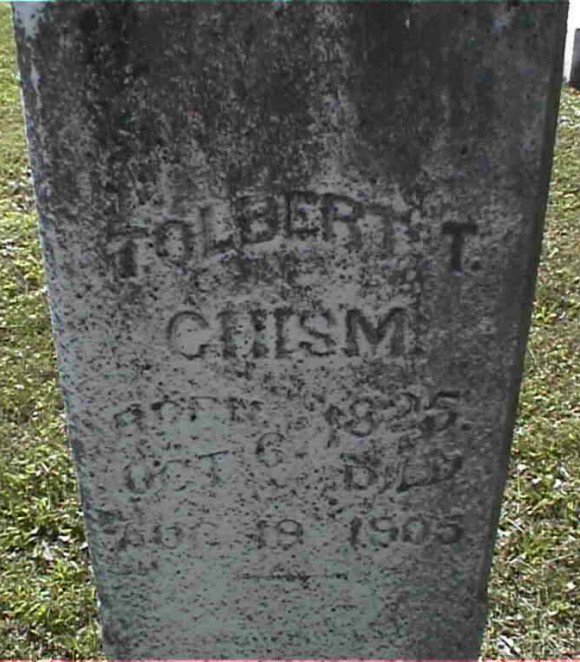 TOLBERT T.
CHISM
BORN 1825.
OCT 6 DIED
AUG 19 1905